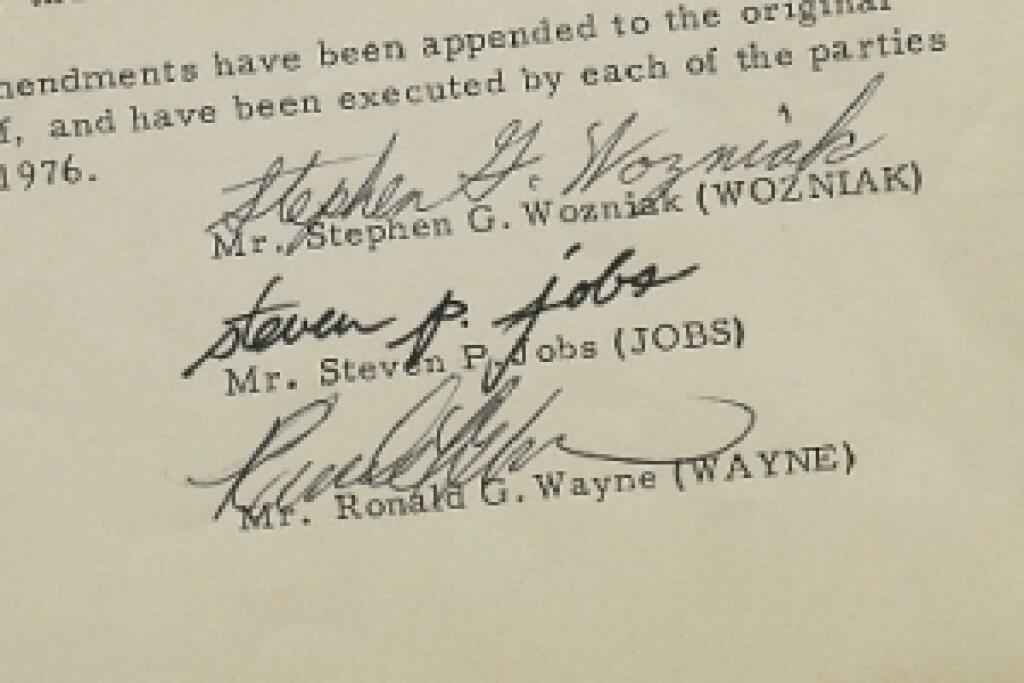 mendments have been appended to the original
f, and have been executed by each of the parties
1976.
Stephen G. Wozniak
Mr. Stephen G. Wozniak (WOZNIAK)
steven p. jobs
Mr. Steven P. Jobs (JOBS)
Mr. Ronald G. Wayne (WAYNE)